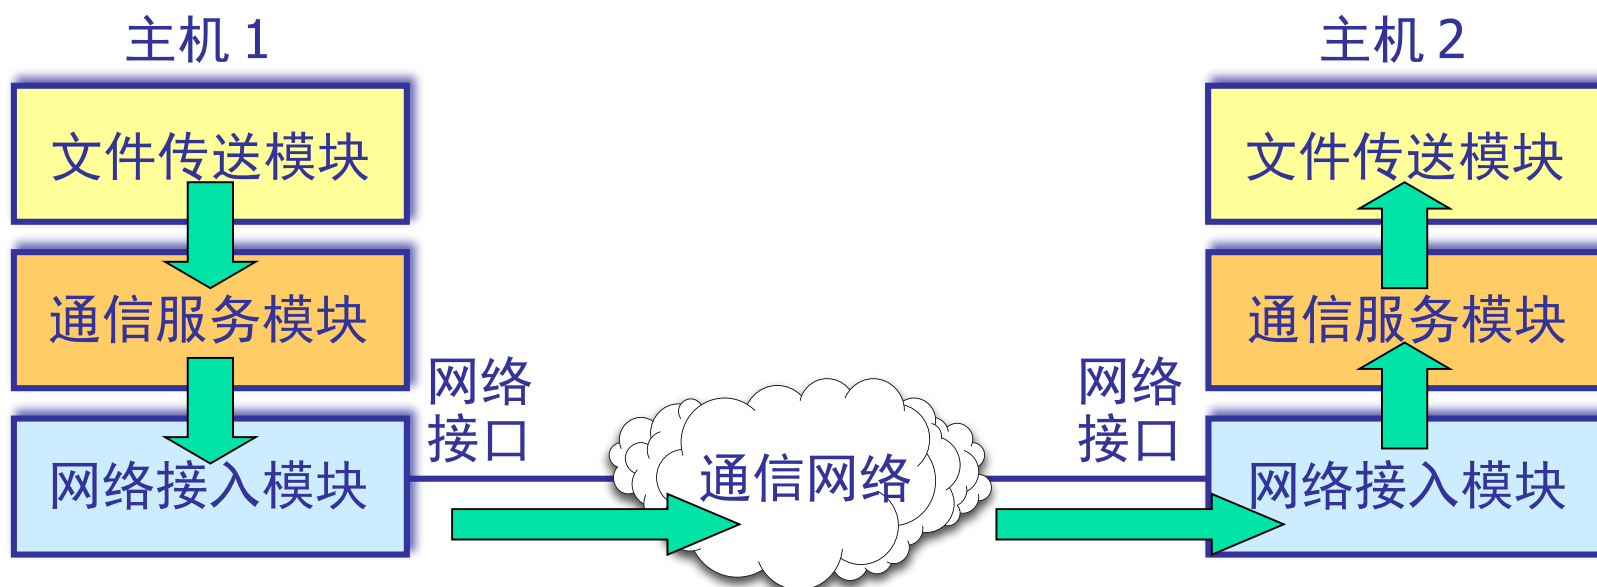 主机 1
主机 2
文件传送模块
文件传送模块
通信服务模块
通信服务模块
网络
接口
网络
接口
网络接入模块
通信网络
网络接入模块